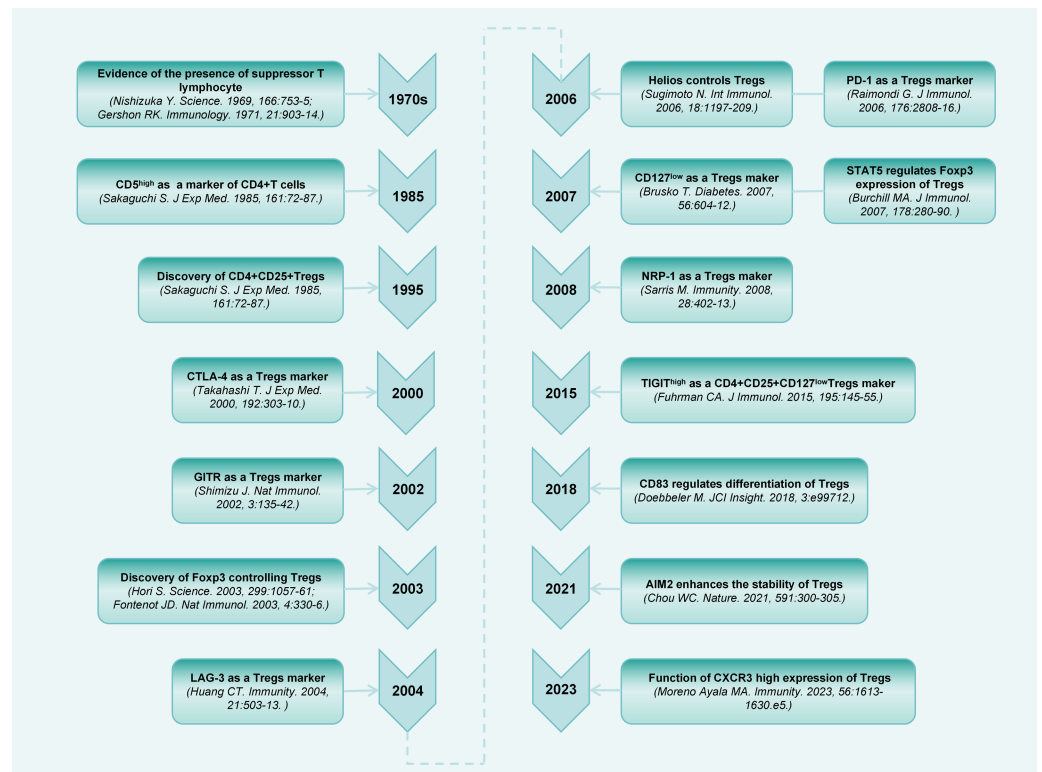 Evidence of the presence of suppressor T
lymphocyte
(Nishizuka Y. Science. 1969, 166:753-5;
Gershon RK. Immunology. 1971, 21:903-14.)
1970s
CD5high as a marker of CD4+T cells
(Sakaguchi S. J Exp Med. 1985, 161:72-87.)
1985
Discovery of CD4+CD25+Tregs
(Sakaguchi S. J Exp Med. 1985,
161:72-87.)
1995
CTLA-4 as a Tregs marker
(Takahashi T. J Exp Med.
2000, 192:303-10.)
2000
GITR as a Tregs marker
(Shimizu J. Nat Immunol.
2002, 3:135-42.)
2002
Discovery of Foxp3 controlling Tregs
(Hori S. Science. 2003, 299:1057-61;
Fontenot JD. Nat Immunol. 2003, 4:330-6.)
2003
LAG-3 as a Tregs marker
(Huang CT. Immunity. 2004,
21:503-13. )
2004
2006
Helios controls Tregs
(Sugimoto N. Int Immunol.
2006, 18:1197-209.)
PD-1 as a Tregs marker
(Raimondi G. J Immunol.
2006, 176:2808-16.)
2007
CD127low as a Tregs maker
(Brusko T. Diabetes. 2007,
56:604-12.)
STAT5 regulates Foxp3
expression of Tregs
(Burchill MA. J Immunol.
2007, 178:280-90. )
2008
NRP-1 as a Tregs maker
(Sarris M. Immunity. 2008,
28:402-13.)
2015
TIGIThigh as a CD4+CD25+CD127lowTregs maker
(Fuhrman CA. J Immunol. 2015, 195:145-55.)
2018
CD83 regulates differentiation of Tregs
(Doebbeler M. JCI Insight. 2018, 3:e99712.)
2021
AIM2 enhances the stability of Tregs
(Chou WC. Nature. 2021, 591:300-305.)
2023
Function of CXCR3 high expression of Tregs
(Moreno Ayala MA. Immunity. 2023, 56:1613-
1630.e5.)